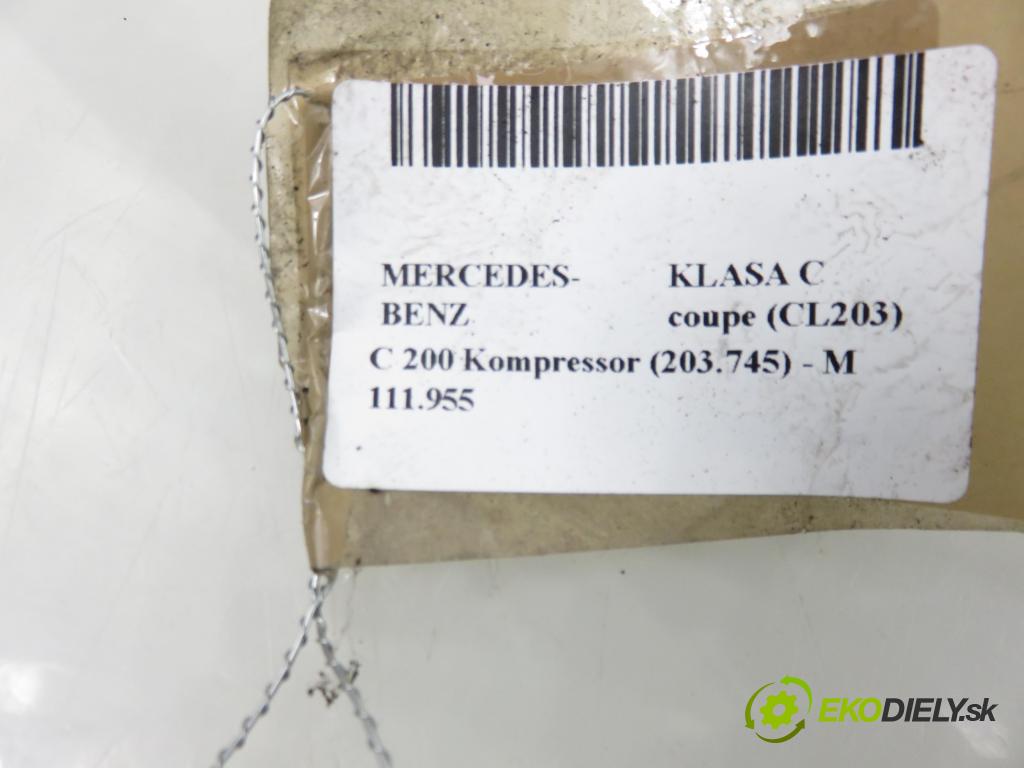 MERCEDES- KLASA C
BENZ coupe (CL203)
C 200 Kompressor (203.745) - M
111.955
EKODIELY.sk